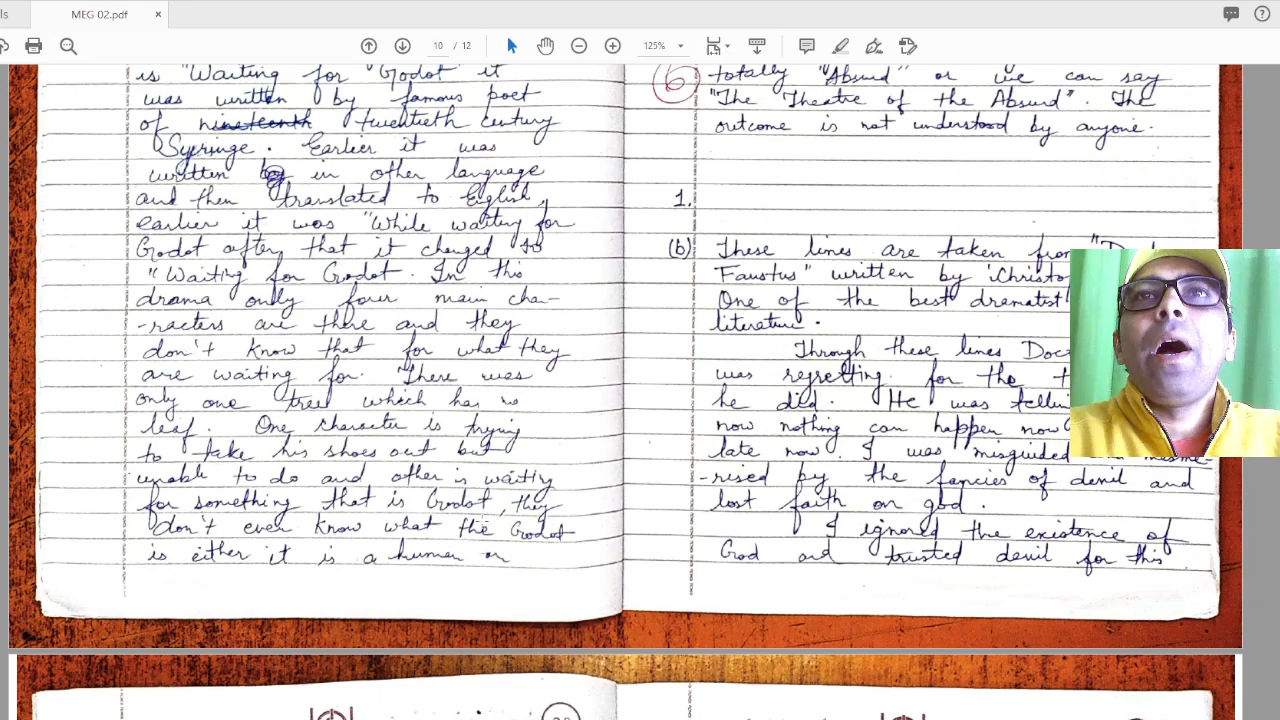 ls
MEG 02.pdf
×
10 / 12
125%
is "Waiting for "Godot" it
was written by famous poet
of nineteenth twentieth century
Syringe. Earlier it was
written in other language
and then translated to English,
earlier it was "While waiting for
Godot after that it changed to
"Waiting for Godot. In this
drama only four main cha-
-racters are there and they
don't know that for what they
are waiting for. "There was
only one tree which has no
leaf. One character is trying
to take his shoes out but
unable to do and other is waiting
for something that is Godot, they
don't even know what the Godot
is either it is a human or
6
totally "Absurd" or we can say
"The Theatre of the Absurd". The
outcome is not understood by anyone.
1.
(b) These lines are taken from
Faustus" written by
One of the best dramatist
literature.
Through these lines
was regretting for the
he did. He was
now nothing can happen now
late now. I was misguided
-rised by the fancies of devil and
lost faith on god.
I ignored the existence of
God and trusted devil for this